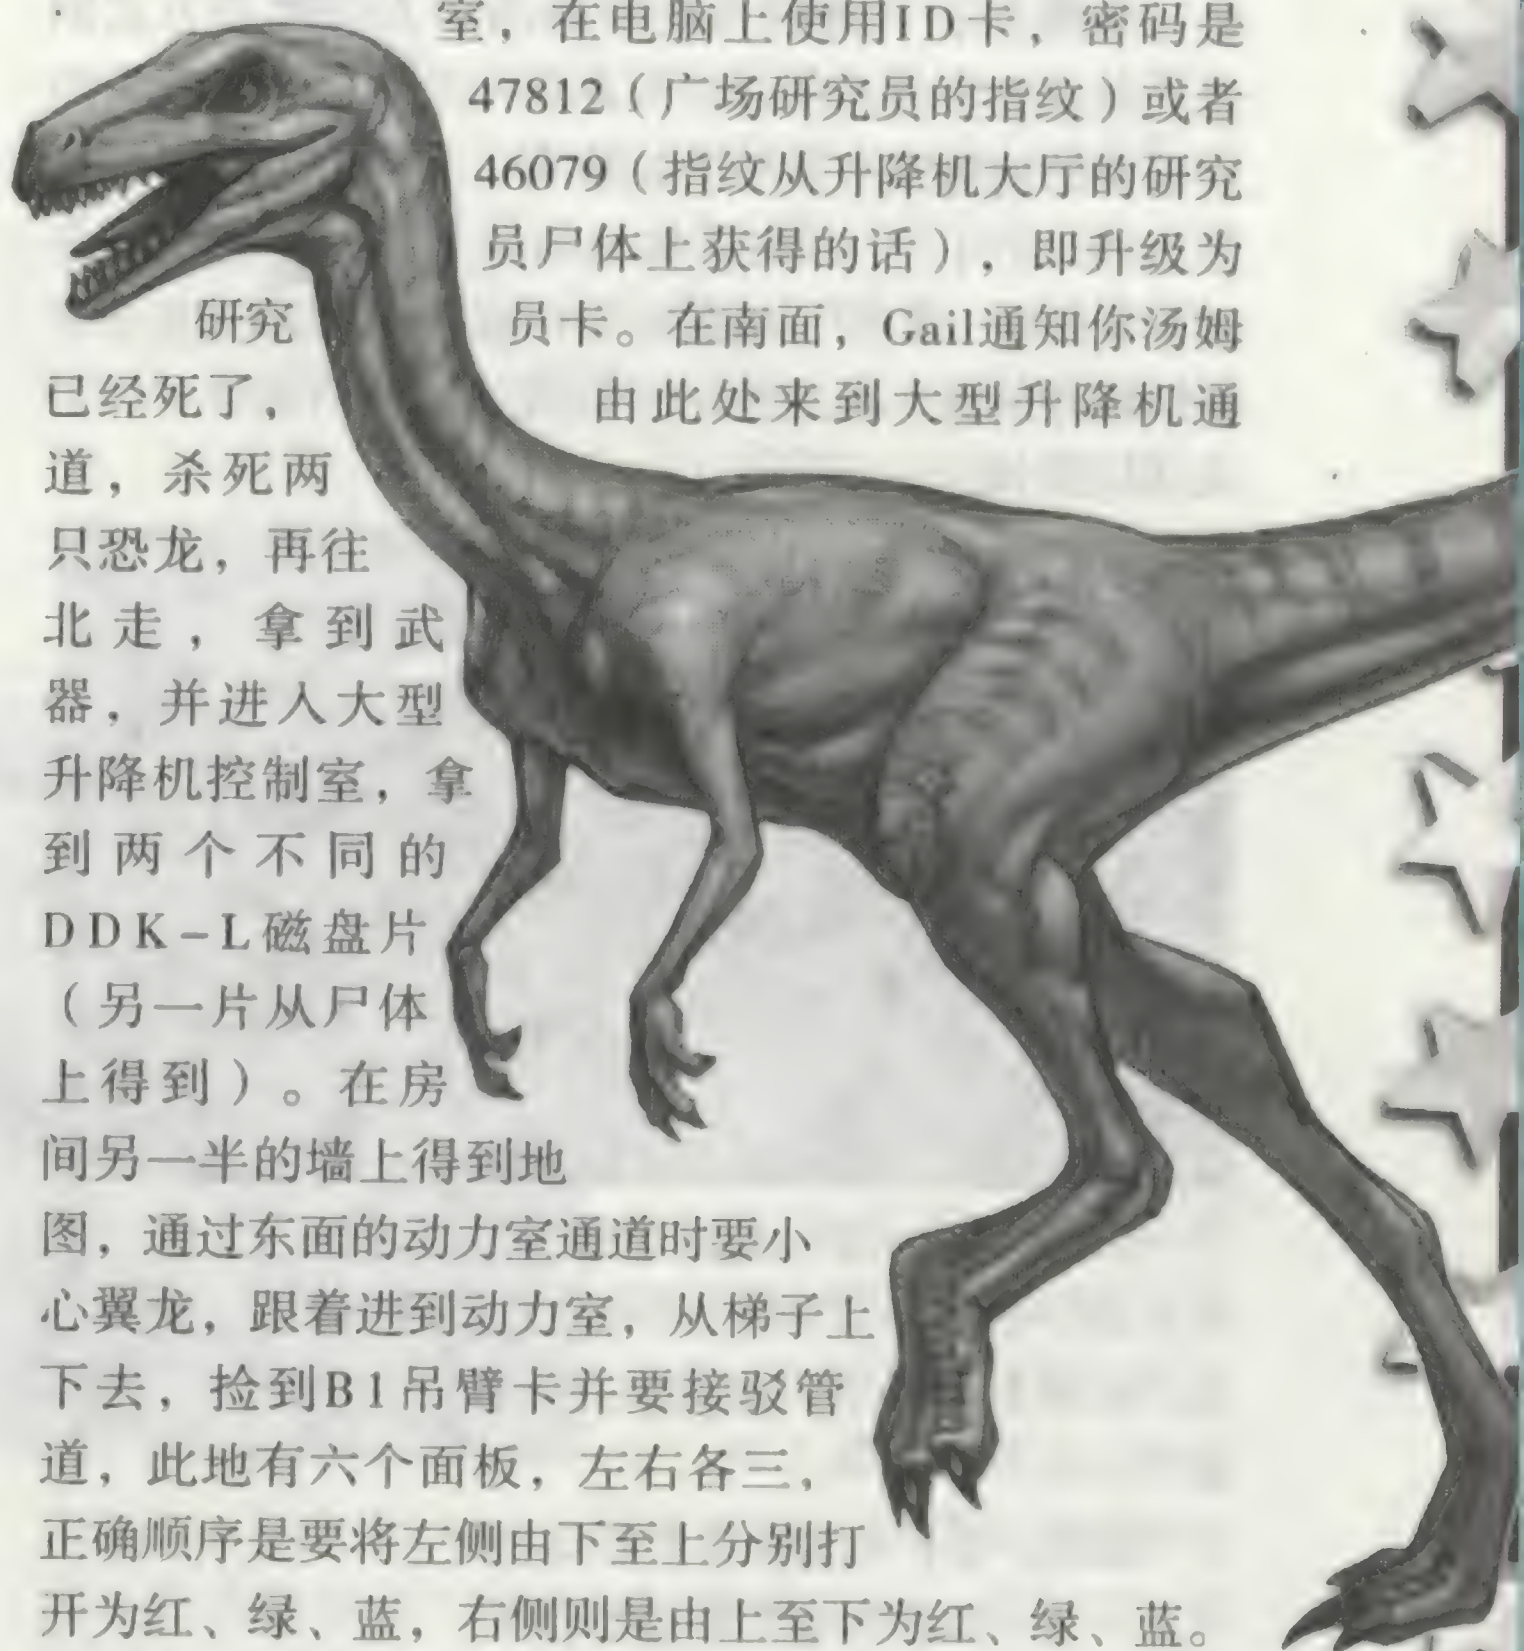 室，在电脑上使用ID卡，密码是
47812（广场研究员的指纹）或者
46079（指纹从升降机大厅的研究
员尸体上获得的话），即升级为
研究 员卡。在南面，Gail通知你汤姆
已经死了， 由此处来到大型升降机通
道，杀死两
只恐龙，再往
北走，拿到武
器，并进入大型
升降机控制室，拿
到两个不同的
DDK-L磁盘片
（另一片从尸体
上得到）。在房
间另一半的墙上得到地
图，通过东面的动力室通道时要小
心翼龙，跟着进到动力室，从梯子上
下去，捡到B1吊臂卡并要接驳管
道，此地有六个面板，左右各三，
正确顺序是要将左侧由下至上分别打
开为红、绿、蓝，右侧则是由上至下为红、绿、蓝。